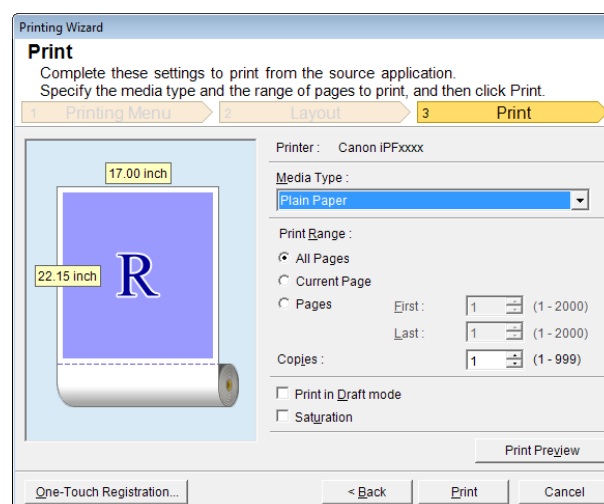 Printing Wizard
Print
Complete these settings to print from the source application.
Specify the media type and the range of pages to print, and then click Print.
1 Printing Menu 2 Layout 3 Print
Printer : Canon iPFxxxx
17.00 inch
Media Type :
Plain Paper
Print Range :
All Pages
22.15 inch
R
Current Page
Pages First : 1 (1 - 2000)
Last : 1 (1 - 2000)
Copies : 1 (1 - 999)
Print in Draft mode
Saturation
Print Preview
One-Touch Registration... < Back Print Cancel